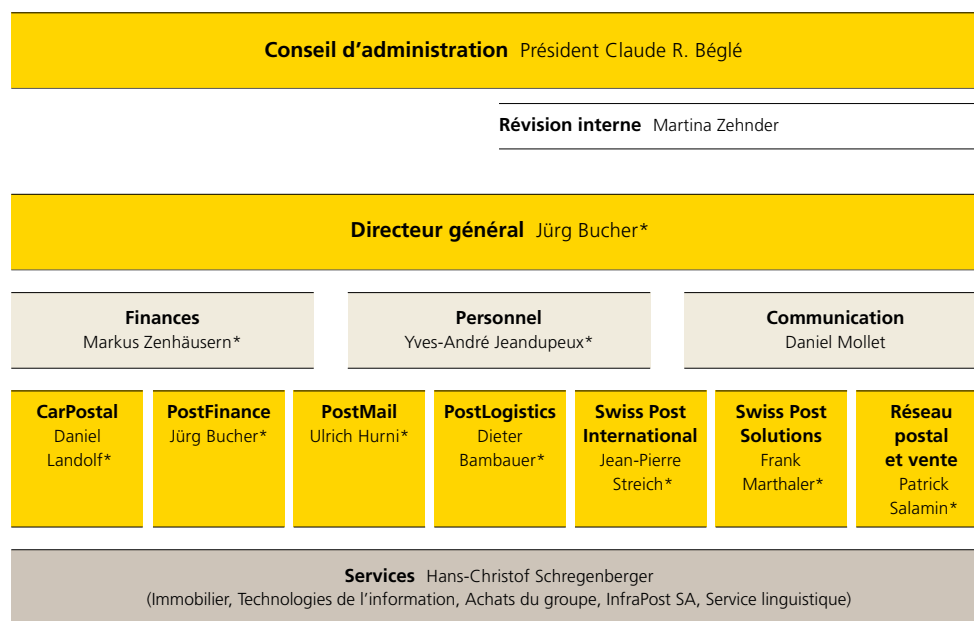 Conseil d’administration Président Claude R. Béglé
Révision interne Martina Zehnder
Directeur général Jürg Bucher*
Finances
Markus Zenhäusern*
Personnel
Yves-André Jeandupeux*
Communication
Daniel Mollet
CarPostal
Daniel
Landolf*
PostFinance
Jürg Bucher*
PostMail
Ulrich Hurni*
PostLogistics
Dieter
Bambauer*
Swiss Post
International
Jean-Pierre
Streich*
Swiss Post
Solutions
Frank
Marthaler*
Réseau
postal
et vente
Patrick
Salamin*
Services Hans-Christof Schregenberger
(Immobilier, Technologies de l’information, Achats du groupe, InfraPost SA, Service linguistique)